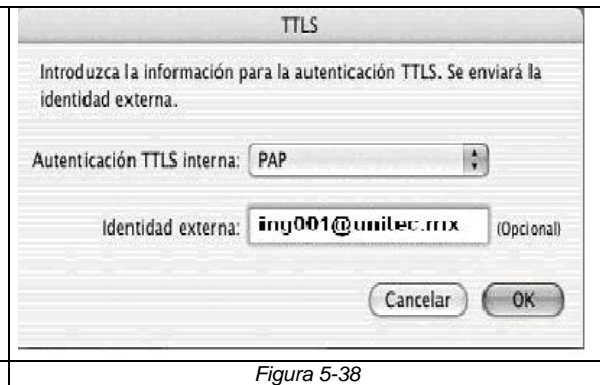 TTLS
Introduzca la información para la autenticación TTLS. Se enviará la
identidad externa.
Autenticación TTLS interna: PAP
Identidad externa: ing001@unitec.mx (Opcional)
Cancelar OK
Figura 5-38